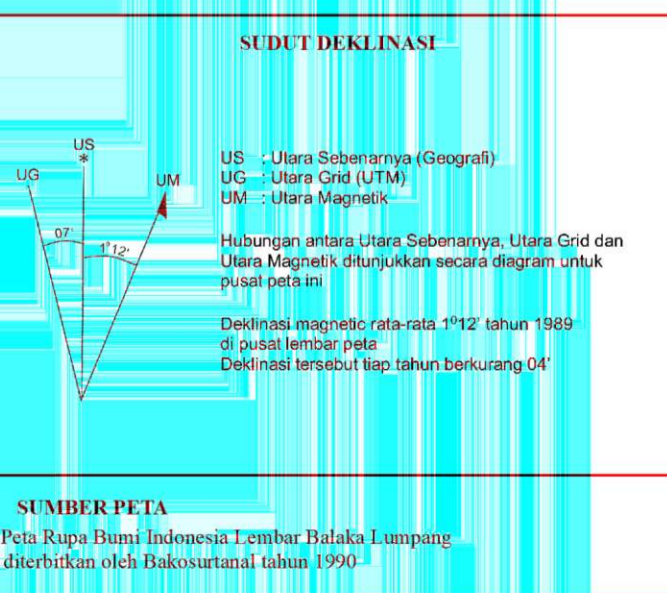 SUDUT DEKLINASI
US
*
UG
UM
07'
1°12'
US : Utara Sebenarnya (Geografi)
UG : Utara Grid (UTM)
UM : Utara Magnetik
Hubungan antara Utara Sebenarnya, Utara Grid dan
Utara Magnetik ditunjukkan secara diagram untuk
pusat peta ini
Deklinasi magnetic rata-rata 1⁰12' tahun 1989
di pusat lembar peta
Deklinasi tersebut tiap tahun berkurang 04'
SUMBER PETA
Peta Rupa Bumi Indonesia Lembar Balaka Lumpang
diterbitkan oleh Bakosurtanal tahun 1990